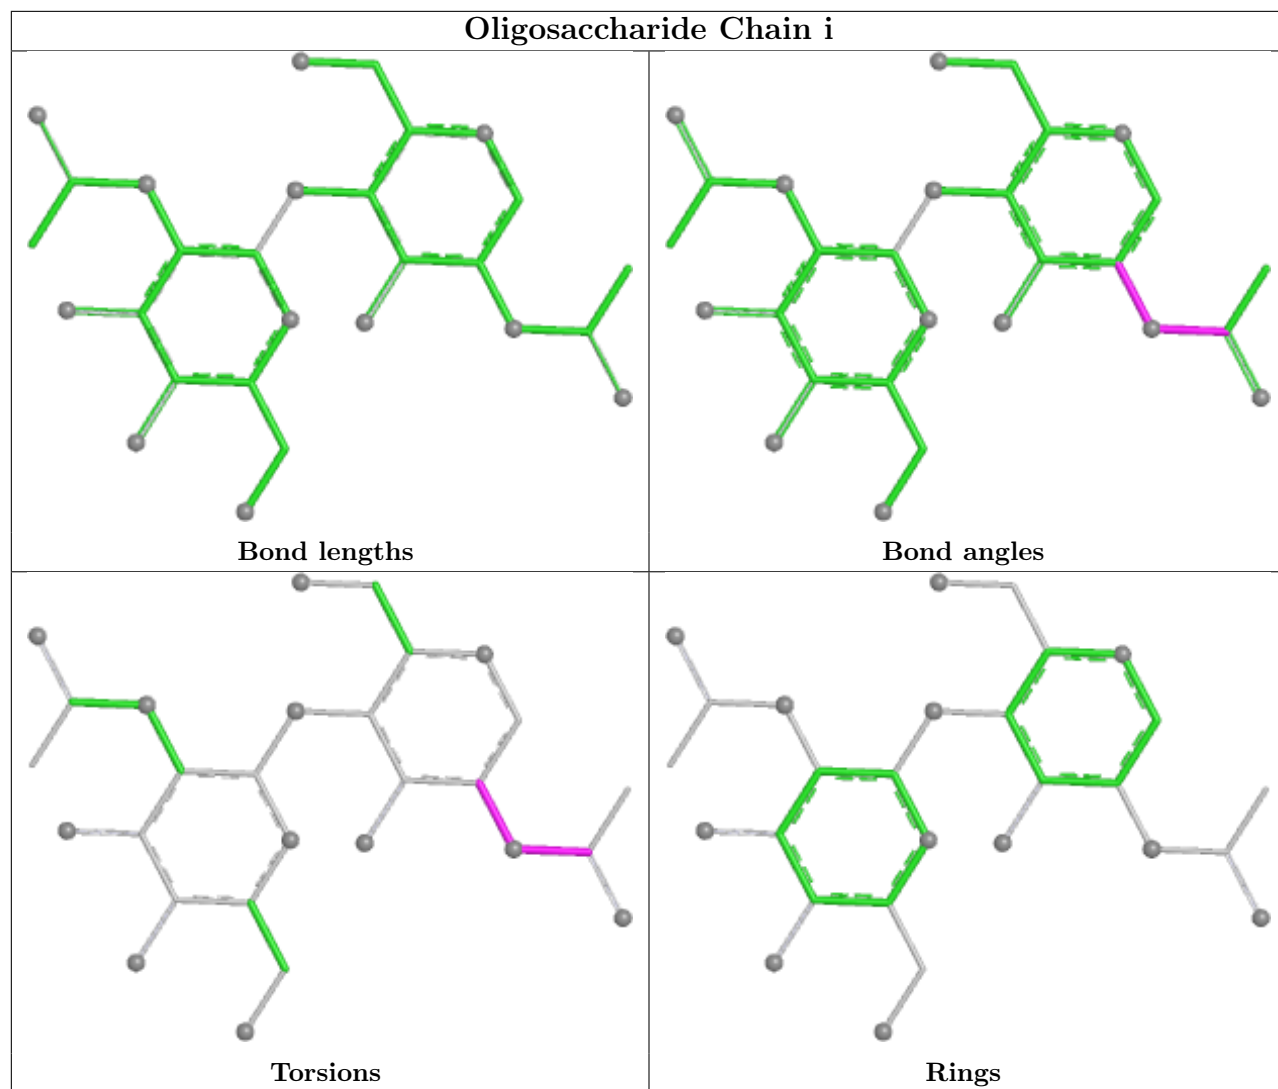 Oligosaccharide Chain i
Bond lengths
Bond angles
Torsions
Rings